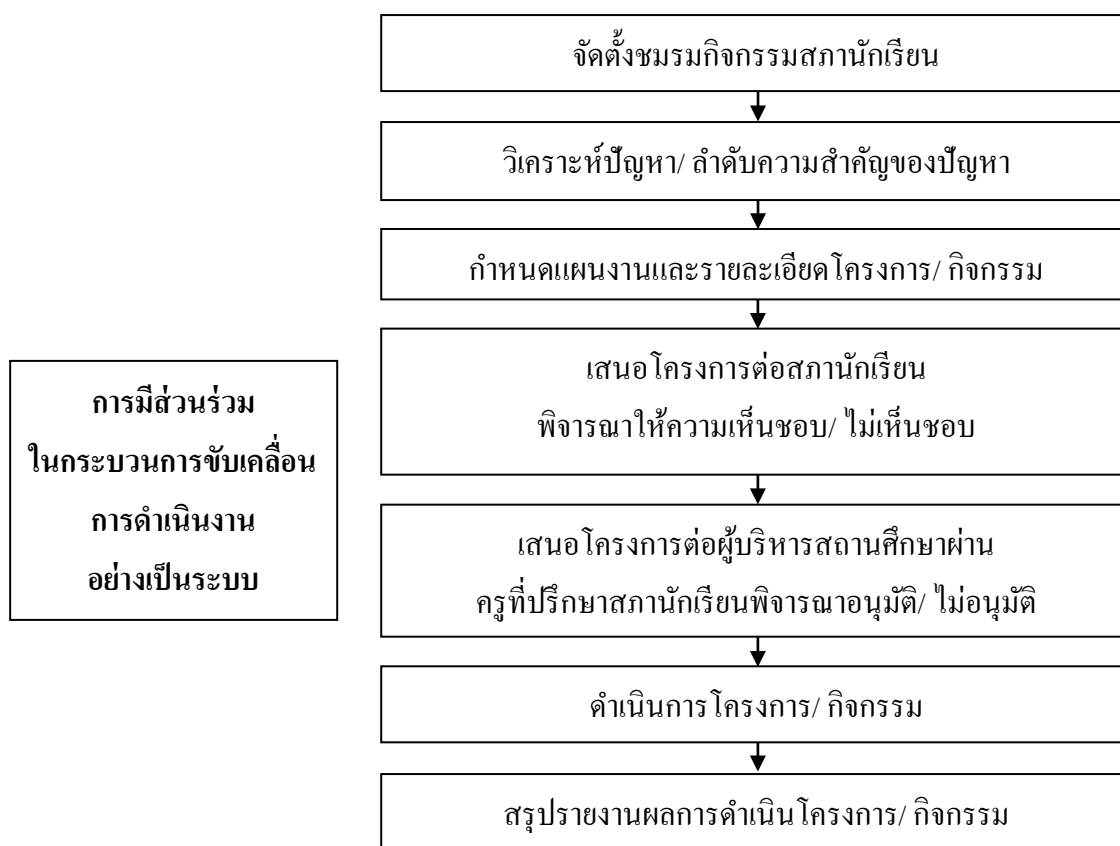 จัดตั้งชมรมกิจกรรมสภานักเรียน
วิเคราะห์ปัญหา/ ลำดับความสำคัญของปัญหา
กำหนดแผนงานและรายละเอียดโครงการ/ กิจกรรม
เสนอโครงการต่อสภานักเรียน
พิจารณาให้ความเห็นชอบ/ ไม่เห็นชอบ
การมีส่วนร่วม
ในกระบวนการขับเคลื่อน
การดำเนินงาน
อย่างเป็นระบบ
เสนอโครงการต่อผู้บริหารสถานศึกษาผ่าน
ครูที่ปรึกษาสภานักเรียนพิจารณาอนุมัติ/ ไม่อนุมัติ
ดำเนินการโครงการ/ กิจกรรม
สรุปรายงานผลการดำเนินโครงการ/ กิจกรรม